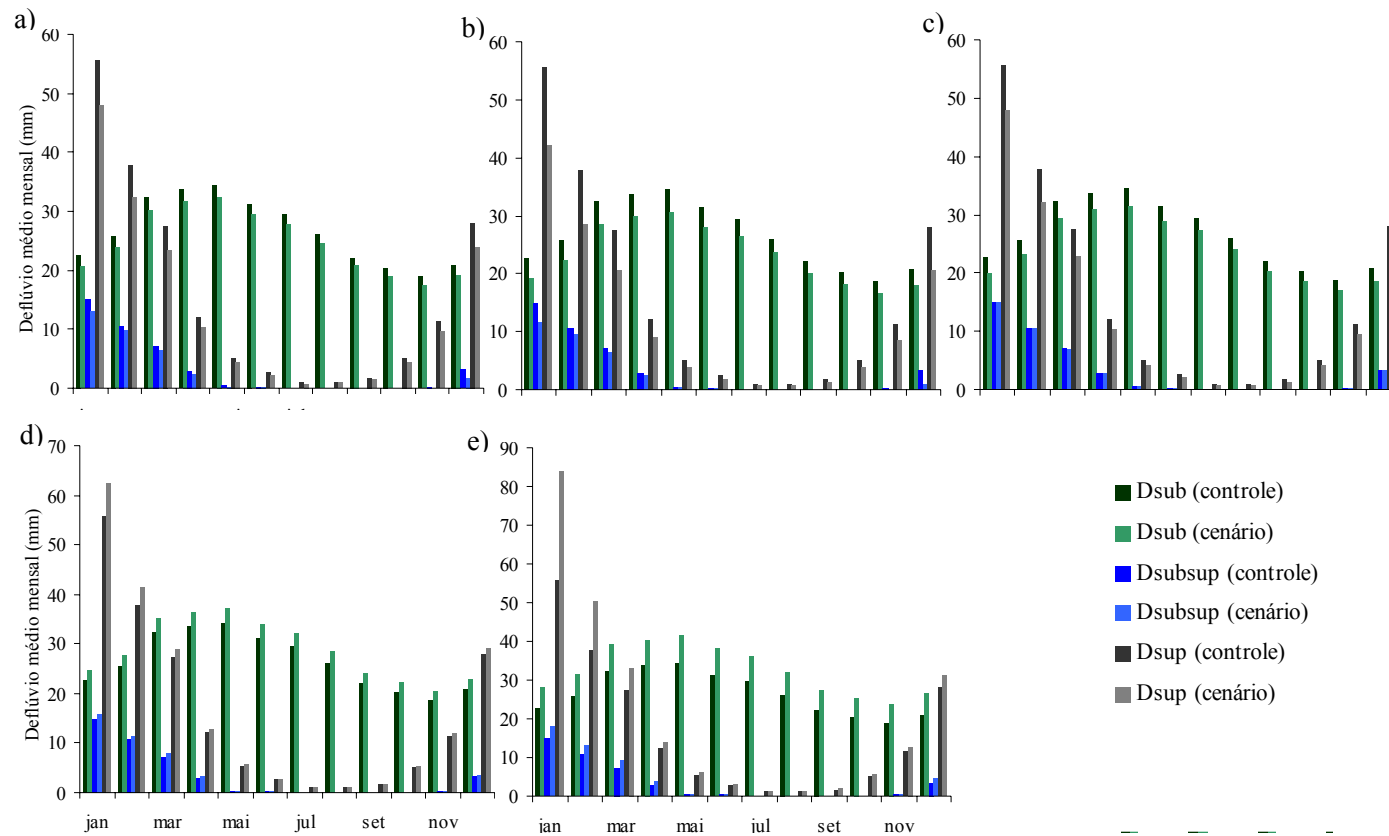 a)
b)
c)
60
50
40
30
20
10
0
Deflúvio médio mensal (mm)
60
50
40
30
20
10
0
60
50
40
30
20
10
0
d)
e)
70
60
50
40
30
20
10
0
Deflúvio médio mensal (mm)
jan mar mai jul set nov
90
80
70
60
50
40
30
20
10
0
jan mar mai jul set nov
Dsub (controle)
Dsub (cenário)
Dsubsup (controle)
Dsubsup (cenário)
Dsup (controle)
Dsup (cenário)